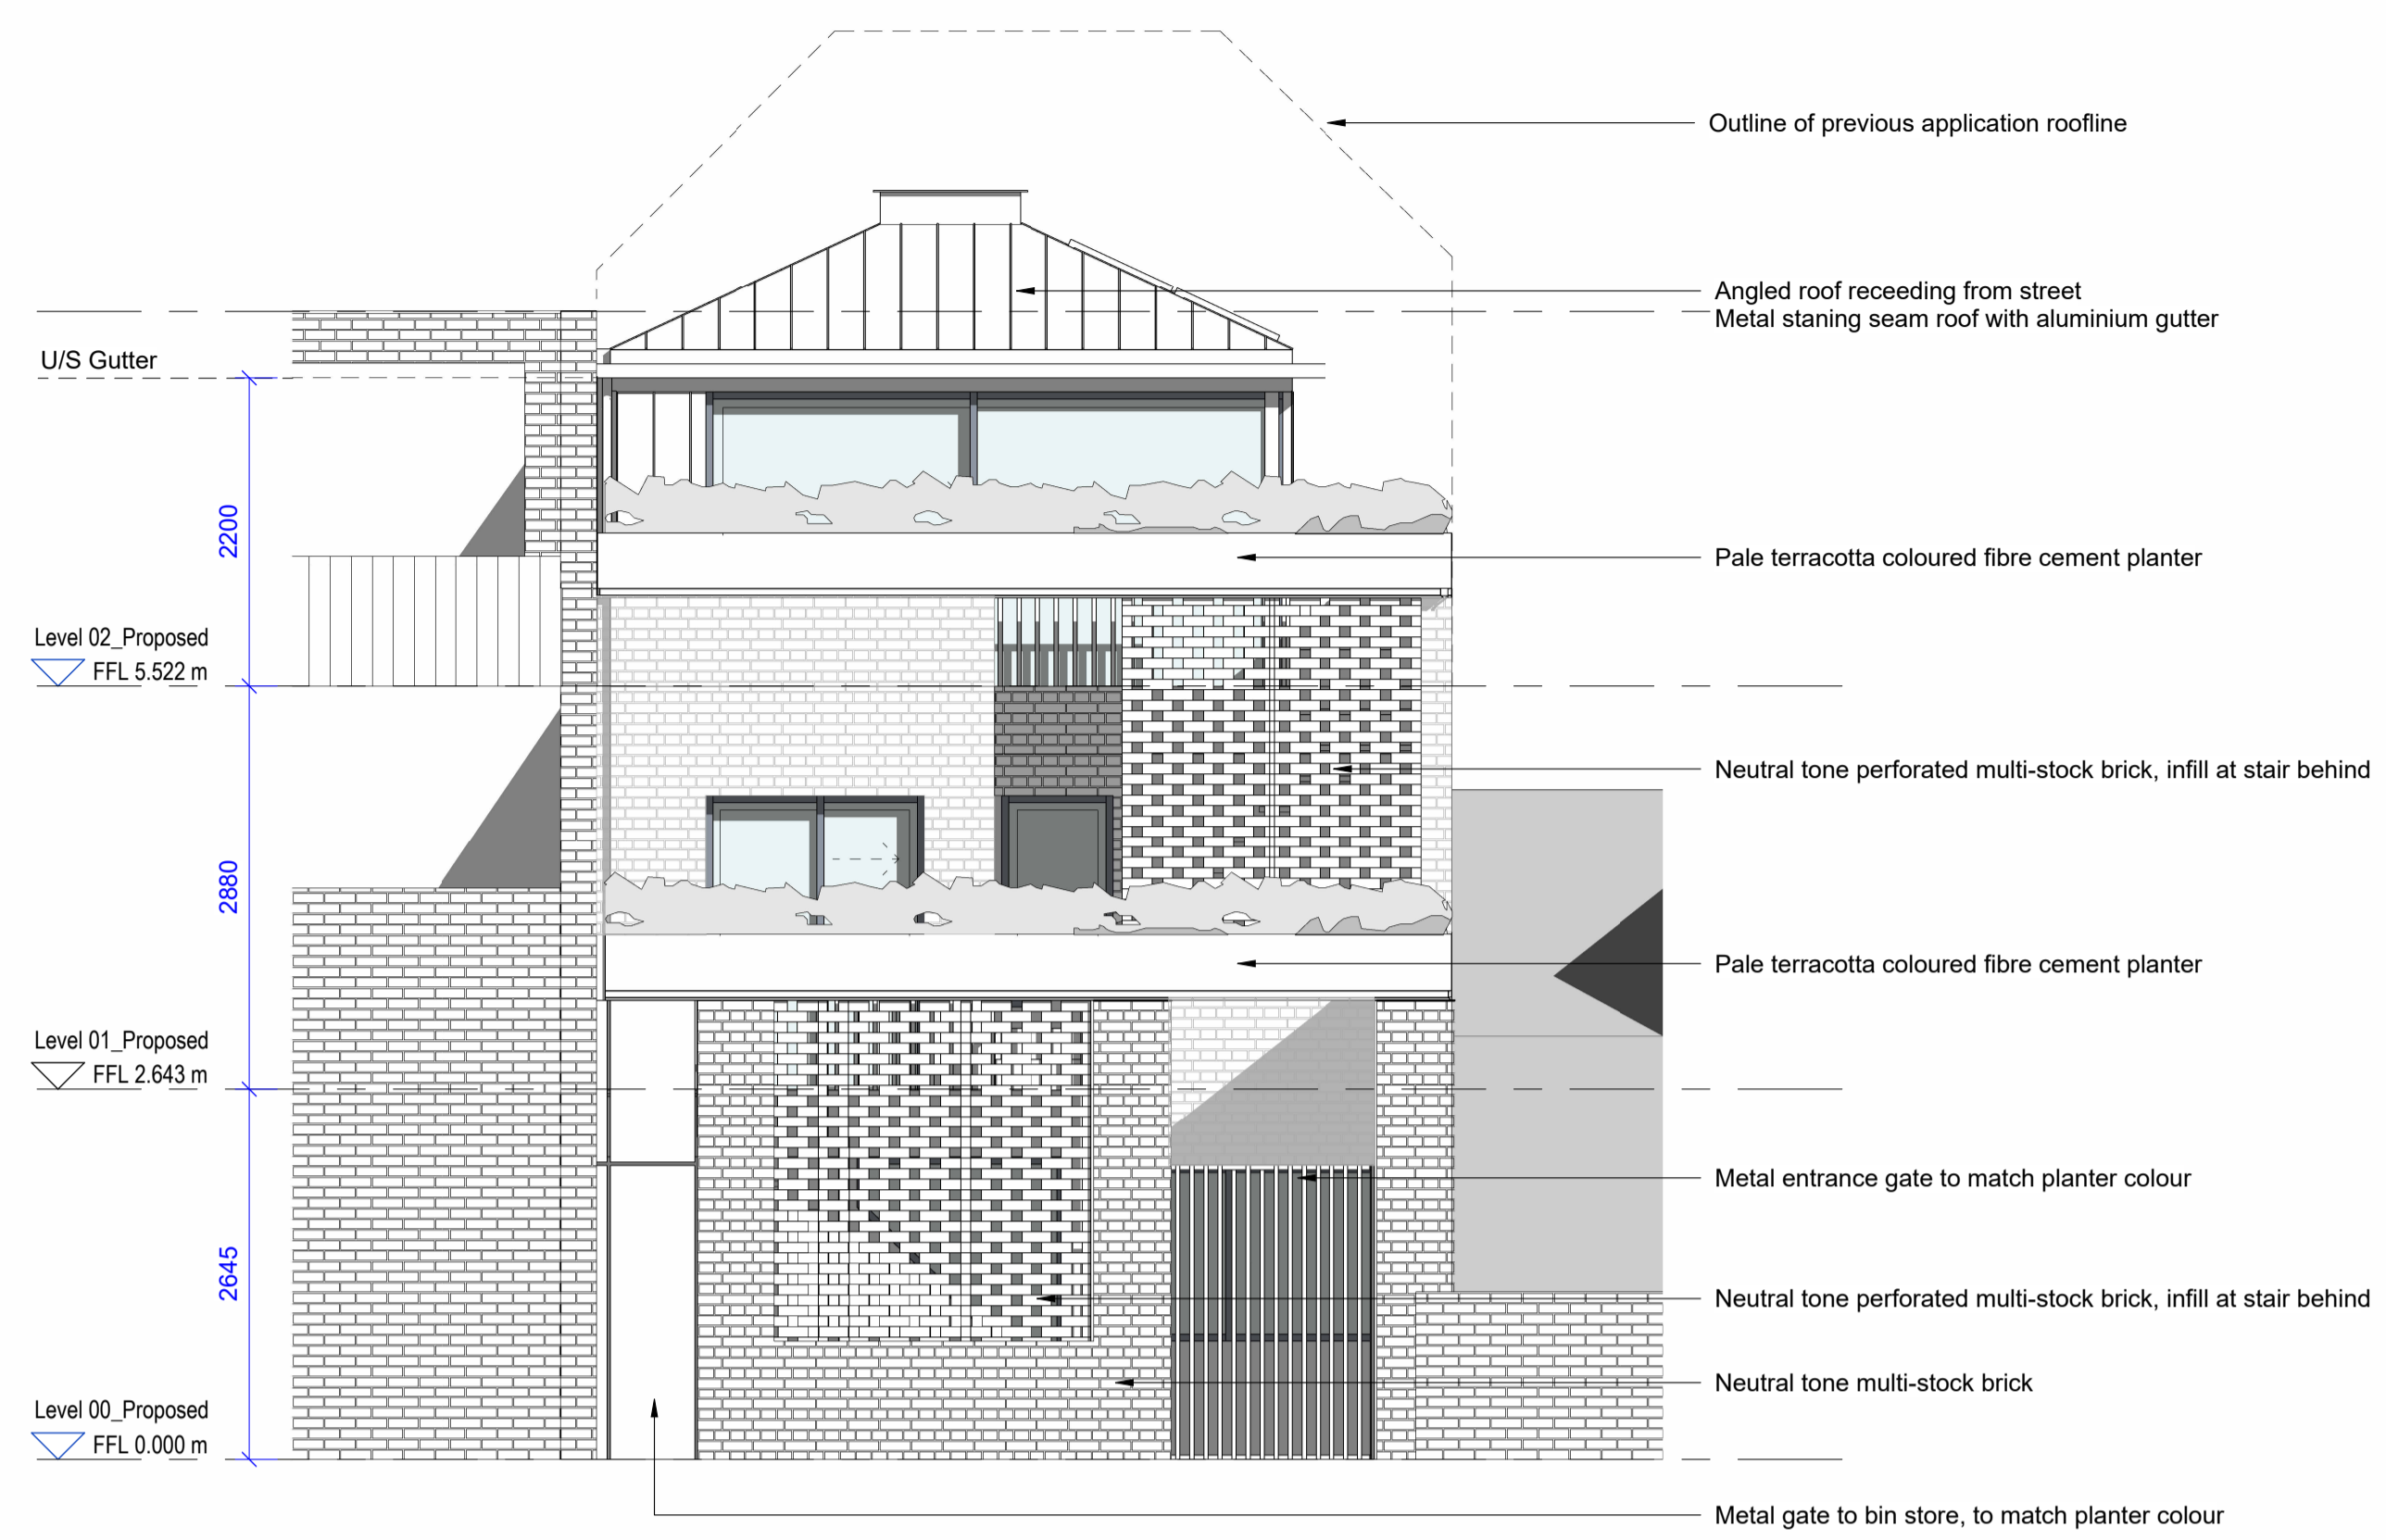 Outline of previous application roofline
Angled roof receeding from street
Metal staning seam roof with aluminium gutter
U/S Gutter
2200
Pale terracotta coloured fibre cement planter
Level 02_Proposed
FFL 5.522 m
Neutral tone perforated multi-stock brick, infill at stair behind
2880
Pale terracotta coloured fibre cement planter
Level 01_Proposed
FFL 2.643 m
Metal entrance gate to match planter colour
2645
Neutral tone perforated multi-stock brick, infill at stair behind
Neutral tone multi-stock brick
Level 00_Proposed
FFL 0.000 m
Metal gate to bin store, to match planter colour